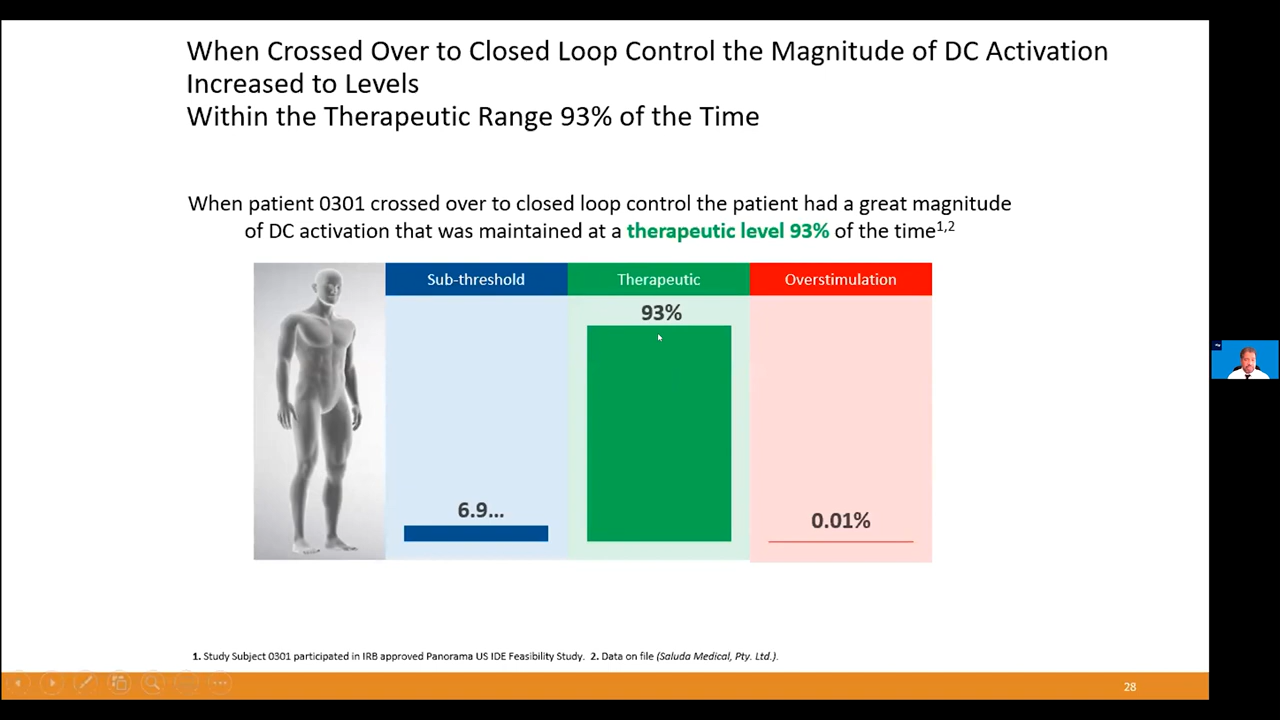 When Crossed Over to Closed Loop Control the Magnitude of DC Activation
Increased to Levels
Within the Therapeutic Range 93% of the Time
When patient 0301 crossed over to closed loop control the patient had a great magnitude
of DC activation that was maintained at a therapeutic level 93% of the time1,2
Sub-threshold
Therapeutic
Overstimulation
93%
6.9...
0.01%
1. Study Subject 0301 participated in IRB approved Panorama US IDE Feasibility Study. 2. Data on file (Saluda Medical, Pty. Ltd.).
28